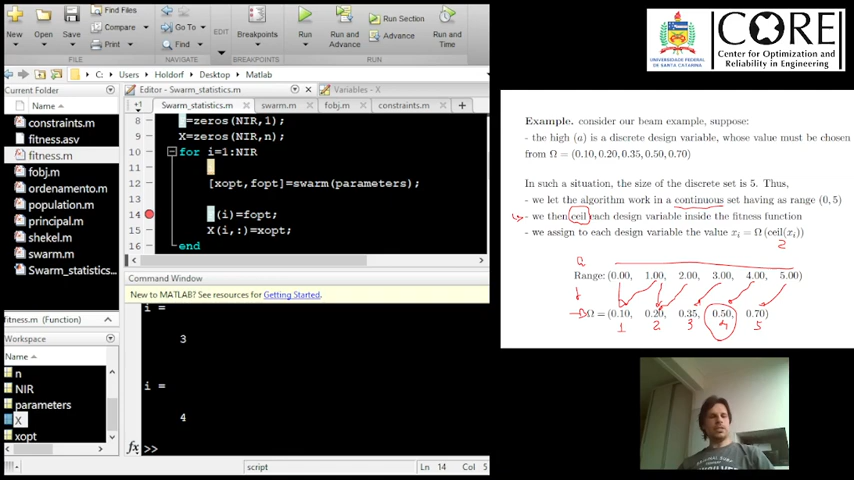 New
Open
Save
Find Files
Compare
Print
FILE
Go To
Find
NAVIGATE
EDIT
Breakpoints
BREAKPOINTS
Run
Run and
Advance
Run Section
Advance
Run and
Time
RUN
C:
Users
Holdorf
Desktop
Matlab
Current Folder
Name
constraints.m
fitness.asv
fitness.m
fobj.m
ordenamento.m
population.m
principal.m
shekel.m
swarm.m
Swarm_statistics...
fitness.m (Function)
Workspace
Name
n
NIR
parameters
X
xopt
Editor - Swarm_statistics.m
Variables - X
Swarm_statistics.m
swarm.m
fobj.m
constraints.m
8 =zeros(NIR,1);
9 X=zeros(NIR,n);
10 for i=1:NIR
11
12 [xopt,fopt]=swarm(parameters);
13
14 (i)=fopt;
15 X(i,:)=xopt;
16 end
Command Window
New to MATLAB? See resources for Getting Started.
i =
3
i =
4
fx >>
script
Ln 14 Col 5
UNIVERSIDADE FEDERAL
DE SANTA CATARINA
CORE
Center for Optimization and
Reliability in Engineering
Example. consider our beam example, suppose:
- the high (a) is a discrete design variable, whose value must be chosen
from Ω = (0.10, 0.20, 0.35, 0.50, 0.70)
In such a situation, the size of the discrete set is 5. Thus,
- we let the algorithm work in a continuous set having as range (0, 5)
- we then ceil each design variable inside the fitness function
- we assign to each design variable the value xᵢ = Ω (ceil(xᵢ))
2
Range: (0.00, 1.00, 2.00, 3.00, 4.00, 5.00)
Ω = (0.10, 0.20, 0.35, 0.50, 0.70)
1 2 3 4 5